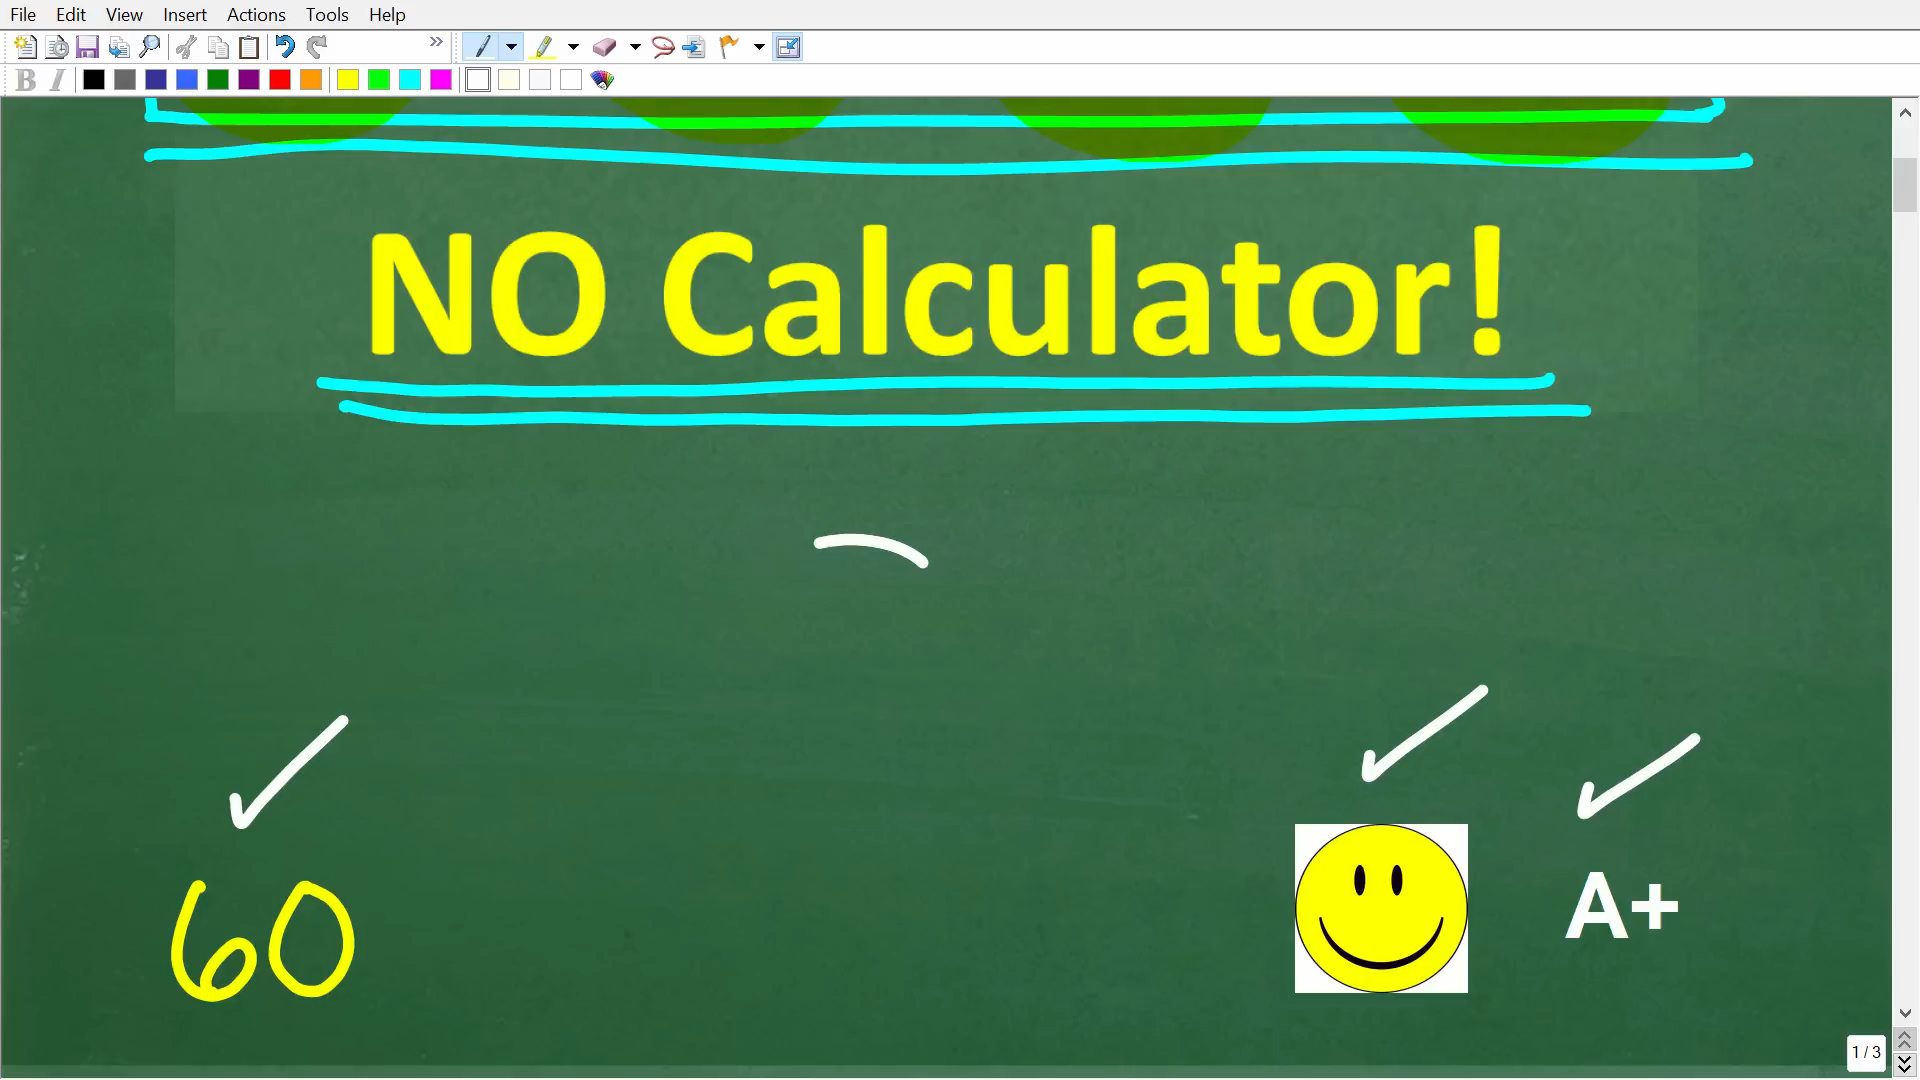 File Edit View Insert Actions Tools Help
B I
NO Calculator!
60
A+
1 / 3